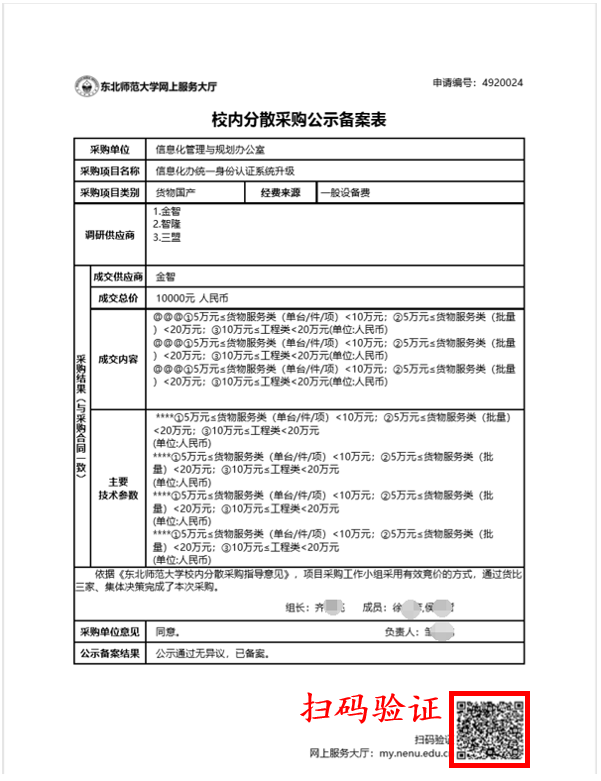 东北师范大学网上服务大厅
申请编号：4920024
校内分散采购公示备案表
采购单位 信息化管理与规划办公室
采购项目名称 信息化办统一身份认证系统升级
采购项目类别 货物国产 经费来源 一般设备费
调研供应商
1.金智
2.智隆
3.三盟
采购结果（与采购合同一致）
成交供应商 金智
成交总价 10000元 人民币
成交内容
@@@①5万元≤货物服务类（单台/件/项）<10万元；②5万元≤货物服务类（批量
）<20万元；③10万元≤工程类<20万元(单位:人民币)
@@@①5万元≤货物服务类（单台/件/项）<10万元；②5万元≤货物服务类（批量
）<20万元；③10万元≤工程类<20万元(单位:人民币)
@@@①5万元≤货物服务类（单台/件/项）<10万元；②5万元≤货物服务类（批量
）<20万元；③10万元≤工程类<20万元(单位:人民币)
主要
技术参数
****①5万元≤货物服务类（单台/件/项）<10万元；②5万元≤货物服务类（批量）
<20万元；③10万元≤工程类<20万元
(单位:人民币)
****①5万元≤货物服务类（单台/件/项）<10万元；②5万元≤货物服务类（批
量）<20万元；③10万元≤工程类<20万元
(单位:人民币)
****①5万元≤货物服务类（单台/件/项）<10万元；②5万元≤货物服务类（批
量）<20万元；③10万元≤工程类<20万元
(单位:人民币)
****①5万元≤货物服务类（单台/件/项）<10万元；②5万元≤货物服务类（批
量）<20万元；③10万元≤工程类<20万元
(单位:人民币)
依据《东北师范大学校内分散采购指导意见》，项目采购工作小组采用有效竞价的方式，通过货比
三家、集体决策完成了本次采购。
组长：齐 成员：徐 ,侯
采购单位意见 同意。 负责人：邹
公示备案结果 公示通过无异议，已备案。
扫码验证
扫码验证
网上服务大厅：my.nenu.edu.c